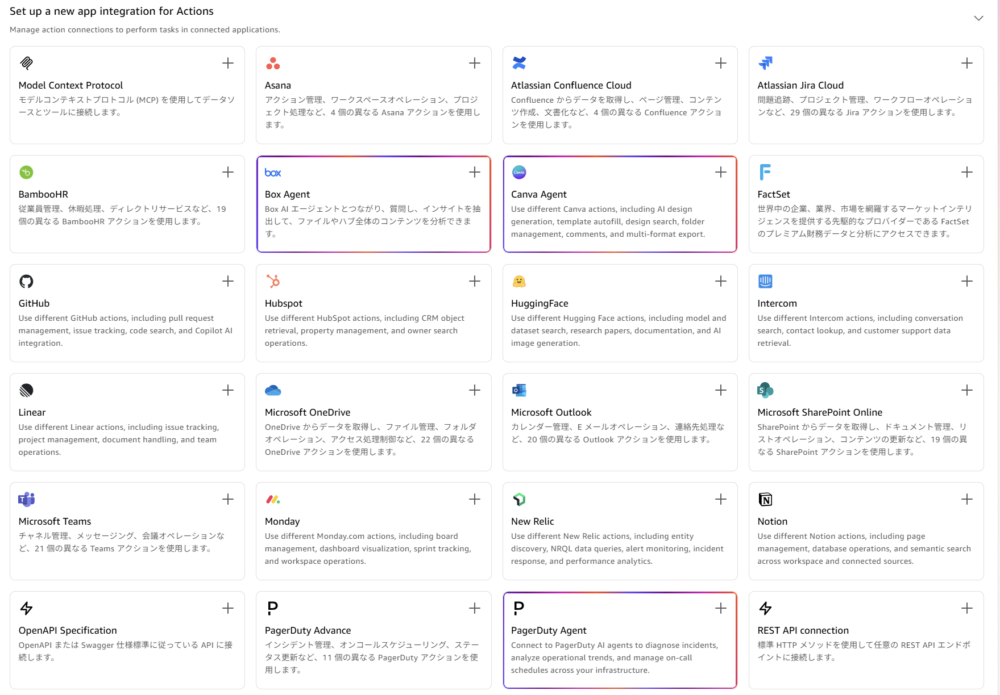 Set up a new app integration for Actions
Manage action connections to perform tasks in connected applications.
Model Context Protocol
モデルコンテキストプロトコル (MCP) を使用してデータソ
ースとツールに接続します。
Asana
アクション管理、ワークスペースオペレーション、プロジ
ェクト処理など、4 個の異なる Asana アクションを使用し
ます。
Atlassian Confluence Cloud
Confluence からデータを取得し、ページ管理、コンテン
ツ作成、文書化など、4 個の異なる Confluence アクショ
ンを使用します。
Atlassian Jira Cloud
問題追跡、プロジェクト管理、ワークフローオペレーショ
ンなど、29 個の異なる Jira アクションを使用します。
BambooHR
従業員管理、休暇処理、ディレクトリサービスなど、19
個の異なる BambooHR アクションを使用します。
box
Box Agent
Box AI エージェントとつながり、質問し、インサイトを抽
出して、ファイルやハブ全体のコンテンツを分析できま
す。
Canva
Canva Agent
Use different Canva actions, including AI design
generation, template autofill, design search, folder
management, comments, and multi-format export.
FactSet
世界中の企業、業界、市場を網羅するマーケットインテリ
ジェンスを提供する先駆的なプロバイダーである FactSet
のプレミアム財務データと分析にアクセスできます。
GitHub
Use different GitHub actions, including pull request
management, issue tracking, code search, and Copilot AI
integration.
Hubspot
Use different HubSpot actions, including CRM object
retrieval, property management, and owner search
operations.
HuggingFace
Use different Hugging Face actions, including model and
dataset search, research papers, documentation, and AI
image generation.
Intercom
Use different Intercom actions, including conversation
search, contact lookup, and customer support data
retrieval.
Linear
Use different Linear actions, including issue tracking,
project management, document handling, and team
operations.
Microsoft OneDrive
OneDrive からデータを取得し、ファイル管理、フォルダ
オペレーション、アクセス処理制御など、22 個の異なる
OneDrive アクションを使用します。
Microsoft Outlook
カレンダー管理、E メールオペレーション、連絡先処理な
ど、20 個の異なる Outlook アクションを使用します。
Microsoft SharePoint Online
SharePoint からデータを取得し、ドキュメント管理、リ
ストオペレーション、コンテンツの更新など、19 個の異
なる SharePoint アクションを使用します。
Microsoft Teams
チャネル管理、メッセージング、会議オペレーションな
ど、21 個の異なる Teams アクションを使用します。
Monday
Use different Monday.com actions, including board
management, dashboard visualization, sprint tracking,
and workspace operations.
New Relic
Use different New Relic actions, including entity
discovery, NRQL data queries, alert monitoring, incident
response, and performance analytics.
Notion
Use different Notion actions, including page
management, database operations, and semantic search
across workspace and connected sources.
OpenAPI Specification
OpenAPI または Swagger 仕様標準に従っている API に接
続します。
PagerDuty Advance
インシデント管理、オンコールスケジューリング、ステー
タス更新など、11 個の異なる PagerDuty アクションを使
用します。
PagerDuty Agent
Connect to PagerDuty AI agents to diagnose incidents,
analyze operational trends, and manage on-call
schedules across your infrastructure.
REST API connection
標準 HTTP メソッドを使用して任意の REST API エンドポ
イントに接続します。